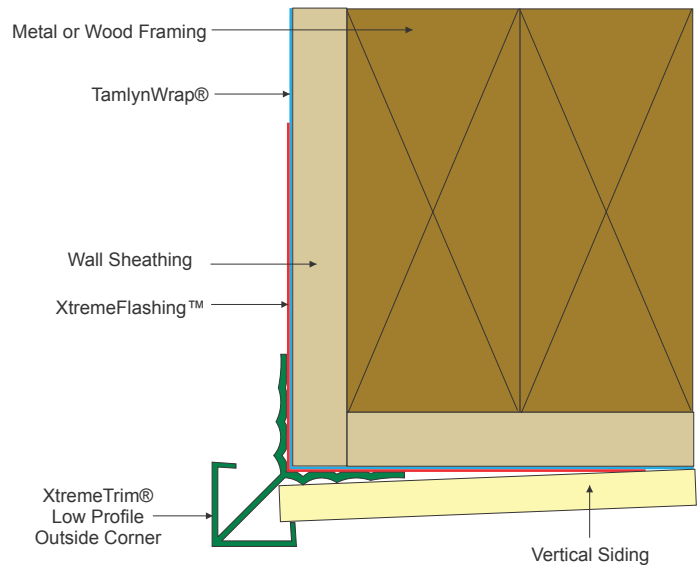 Metal or Wood Framing
TamlynWrap®
Wall Sheathing
XtremeFlashing™
XtremeTrim®
Low Profile
Outside Corner
Vertical Siding